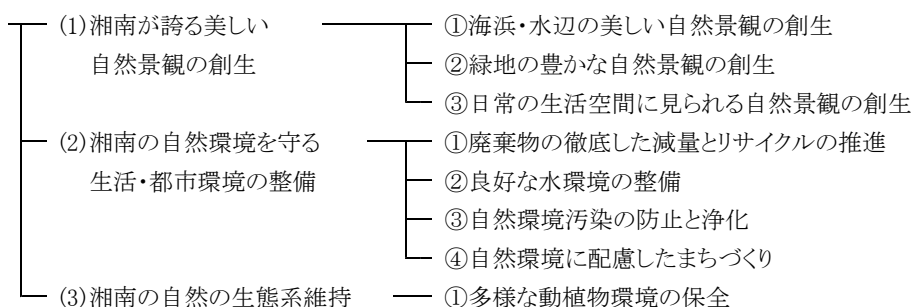 (1)湘南が誇る美しい
自然景観の創生
①海浜・水辺の美しい自然景観の創生
②緑地の豊かな自然景観の創生
③日常の生活空間に見られる自然景観の創生
(2)湘南の自然環境を守る
生活・都市環境の整備
①廃棄物の徹底した減量とリサイクルの推進
②良好な水環境の整備
③自然環境汚染の防止と浄化
④自然環境に配慮したまちづくり
(3)湘南の自然の生態系維持
①多様な動植物環境の保全